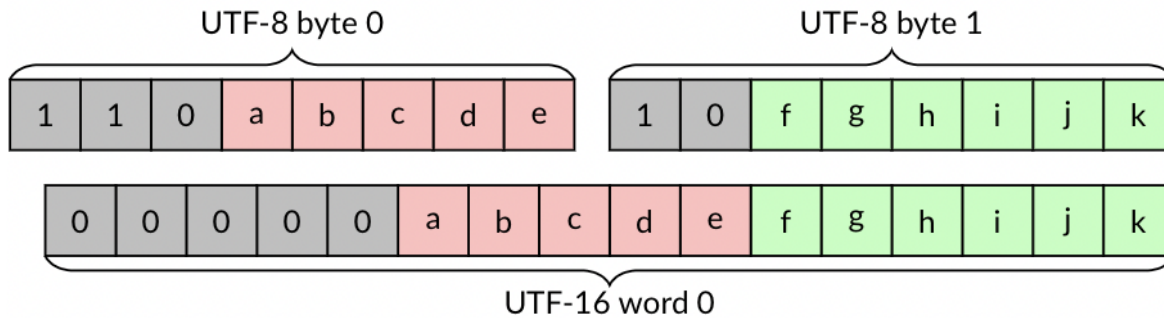 UTF-8 byte 0 UTF-8 byte 1
1 1 0 a b c d e 1 0 f g h i j k
0 0 0 0 0 a b c d e f g h i j k
UTF-16 word 0